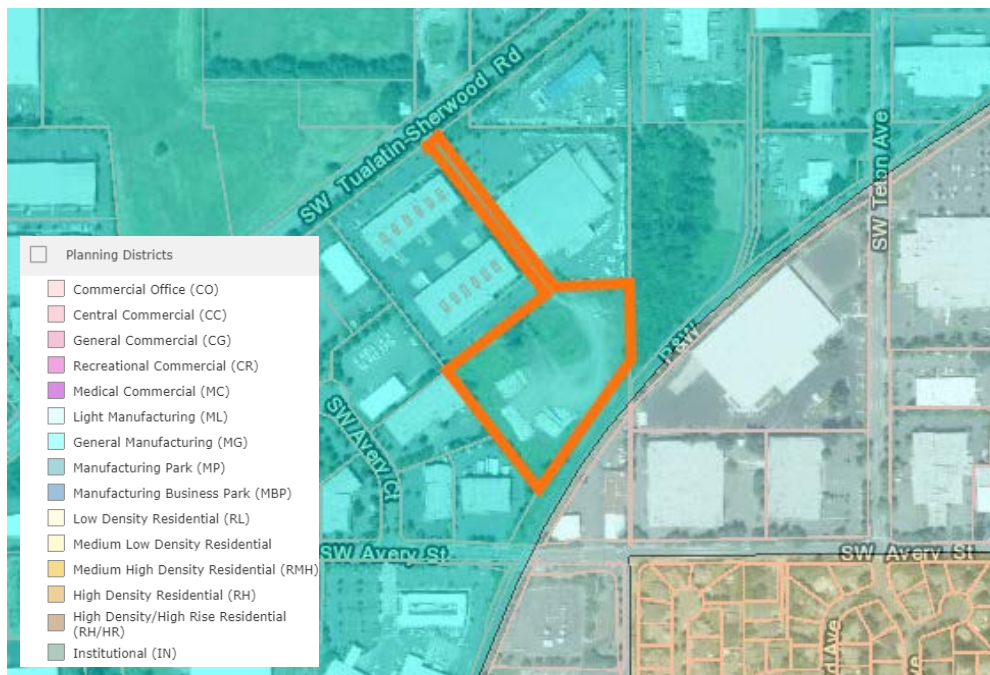 SW Tualatin-Sherwood Rd
SW Teton Ave
P&W
SW Avery Ct
SW Avery St
SW Avery St
d Ave
ve
Planning Districts
Commercial Office (CO)
Central Commercial (CC)
General Commercial (CG)
Recreational Commercial (CR)
Medical Commercial (MC)
Light Manufacturing (ML)
General Manufacturing (MG)
Manufacturing Park (MP)
Manufacturing Business Park (MBP)
Low Density Residential (RL)
Medium Low Density Residential
Medium High Density Residential (RMH)
High Density Residential (RH)
High Density/High Rise Residential
(RH/HR)
Institutional (IN)